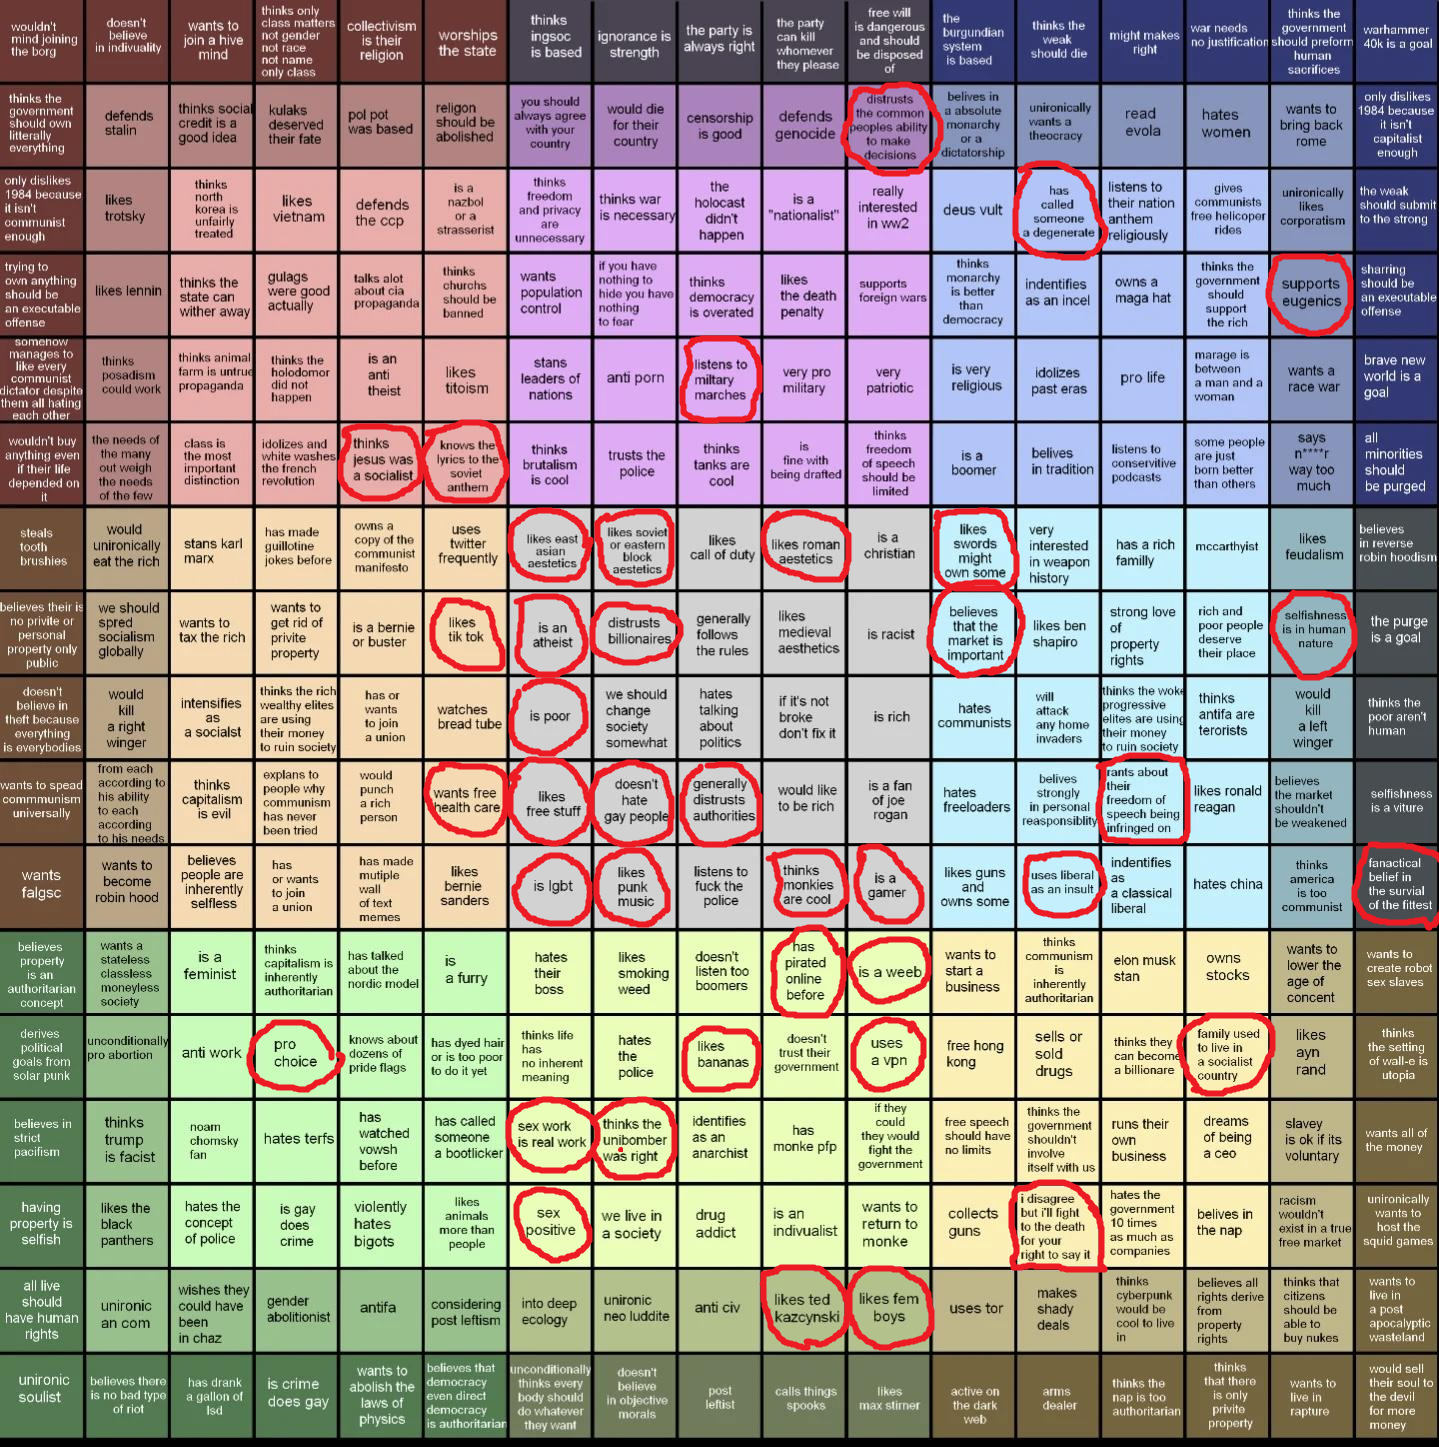 wouldn't
mind joining
the borg
doesn't
believe
in indivuality
wants to
join a hive
mind
thinks only
class matters
not gender
not race
not name
only class
collectivism
is their
religion
worships
the state
thinks
ingsoc
is based
ignorance is
strength
the party is
always right
the party
can kill
whomever
they please
free will
is dangerous
and should
be disposed
of
the
burgundian
system
is based
thinks the
weak
should die
might makes
right
war needs
no justification
thinks the
government
should preform
human
sacrifices
warhammer
40k is a goal
thinks the
government
should own
litterally
everything
defends
stalin
thinks social
credit is a
good idea
kulaks
deserved
their fate
pol pot
was based
religon
should be
abolished
you should
always agree
with your
country
would die
for their
country
censorship
is good
defends
genocide
distrusts
the common
peoples ability
to make
decisions
belives in
a absolute
monarchy
or a
dictatorship
unironically
wants a
theocracy
read
evola
hates
women
wants to
bring back
rome
only dislikes
1984 because
it isn't
capitalist
enough
only dislikes
1984 because
it isn't
communist
enough
likes
trotsky
thinks
north
korea is
unfairly
treated
likes
vietnam
defends
the ccp
is a
nazbol
or a
strasserist
thinks
freedom
and privacy
are
unnecessary
thinks war
is necessary
the
holocaust
didn't
happen
is a
"nationalist"
really
interested
in ww2
deus vult
has
called
someone
a degenerate
listens to
their nation
anthem
religiously
gives
communists
free helicoper
rides
unironically
likes
corporatism
the weak
should submit
to the strong
trying to
own anything
should be
an executable
offense
likes lennin
thinks the
state can
wither away
gulags
were good
actually
talks alot
about cia
propaganda
thinks
churchs
should be
banned
wants
population
control
if you have
nothing to
hide you have
nothing
to fear
thinks
democracy
is overated
likes
the death
penalty
supports
foreign wars
thinks
monarchy
is better
than
democracy
indentifies
as an incel
owns a
maga hat
thinks the
government
should
support
the rich
supports
eugenics
sharring
should be
an executable
offense
somehow
manages to
like every
communist
dictator despite
them all hating
each other
thinks
posadism
could work
thinks animal
farm is untrue
propaganda
thinks the
holodomor
did not
happen
is an
anti
theist
likes
titoism
stans
leaders of
nations
anti porn
listens to
miltary
marches
very pro
military
very
patriotic
is very
religious
idolizes
past eras
pro life
marage is
between
a man and a
woman
wants a
race war
brave new
world is a
goal
wouldn't buy
anything even
if their life
depended on
it
the needs of
the many
out weigh
the needs
of the few
class is
the most
important
distinction
idolizes and
white washes
the french
revolution
thinks
jesus was
a socialist
knows the
lyrics to the
soviet
anthem
thinks
brutalism
is cool
trusts the
police
thinks
tanks are
cool
is
fine with
being drafted
thinks
freedom
of speech
should be
limited
is a
boomer
belives
in tradition
listens to
conservitive
podcasts
some people
are just
born better
than others
says
n****r
way too
much
all
minorities
should
be purged
steals
tooth
brushies
would
unironically
eat the rich
stans karl
marx
has made
guillotine
jokes before
owns a
copy of the
communist
manifesto
uses
twitter
frequently
likes east
asian
aestetics
likes soviet
or eastern
block
aestetics
likes
call of duty
likes roman
aestetics
is a
christian
likes
swords
might
own some
very
interested
in weapon
history
has a rich
familly
mccarthyist
likes
feudalism
believes
in reverse
robin hoodism
believes their is
no privite or
personal
property only
public
we should
spred
socialism
globally
wants to
tax the rich
wants to
get rid of
privite
property
is a bernie
or buster
likes
tik tok
is an
atheist
distrusts
billionaires
generally
follows
the rules
likes
medieval
aesthetics
is racist
believes
that the
market is
important
likes ben
shapiro
strong love
of
property
rights
rich and
poor people
deserve
their place
selfishness
is in human
nature
the purge
is a goal
doesn't
believe in
theft because
everything
is everybodies
would
kill
a right
winger
intensifies
as
a socialst
thinks the rich
wealthy elites
are using
their money
to ruin society
has or
wants
to join
a union
watches
bread tube
is poor
we should
change
society
somewhat
hates
talking
about
politics
if it's not
broke
don't fix it
is rich
hates
communists
will
attack
any home
invaders
thinks the woke
progressive
elites are using
their money
to ruin society
thinks
antifa are
terorists
would
kill
a left
winger
thinks the
poor aren't
human
wants to spead
commmunism
universally
from each
according to
his ability
to each
according
to his needs
thinks
capitalism
is evil
explains to
people why
communism
has never
been tried
would
punch
a rich
person
wants free
health care
likes
free stuff
doesn't
hate
gay people
generally
distrusts
authorities
would like
to be rich
is a fan
of joe
rogan
hates
freeloaders
belives
strongly
in personal
reasponsiblity
rants about
their
freedom of
speech being
infringed on
likes ronald
reagan
believes
the market
shouldn't
be weakened
selfishness
is a viture
wants
falgsc
wants to
become
robin hood
believes
people are
inherently
selfless
has
or wants
to join
a union
has made
mutiple
wall
of text
memes
likes
bernie
sanders
is lgbt
likes
punk
music
listens to
fuck the
police
thinks
monkies
are cool
is a
gamer
likes guns
and
owns some
uses liberal
as an insult
indentifies
as
a classical
liberal
hates china
thinks
america
is too
communist
fanactical
belief in
the survial
of the fittest
believes
property
is an
authoritarian
concept
wants a
stateless
classless
moneyless
society
is a
feminist
thinks
capitalism is
inherently
authoritarian
has talked
about the
nordic model
is
a furry
hates
their
boss
likes
smoking
weed
doesn't
listen too
boomers
has
pirated
online
before
is a weeb
wants to
start a
business
thinks
communism
is
inherently
authoritarian
elon musk
stan
owns
stocks
wants to
lower the
age of
concent
wants to
create robot
sex slaves
derives
political
goals from
solar punk
unconditionally
pro abortion
anti work
pro
choice
knows about
dozens of
pride flags
has dyed hair
or is too poor
to do it yet
thinks life
has
no inherent
meaning
hates
the
police
likes
bananas
doesn't
trust their
government
uses
a vpn
free hong
kong
sells or
sold
drugs
thinks they
can become
a billionare
family used
to live in
a socialist
country
likes
ayn
rand
thinks
the setting
of wall-e is
utopia
believes in
strict
pacifism
thinks
trump
is facist
noam
chomsky
fan
hates terfs
has
watched
vowsh
before
has called
someone
a bootlicker
sex work
is real work
thinks the
unibomber
was right
identifies
as an
anarchist
has
monke pfp
if they
could
they would
fight the
government
free speech
should have
no limits
thinks the
government
shouldn't
involve
itself with us
runs their
own
business
dreams
of being
a ceo
slavey
is ok if its
voluntary
wants all of
the money
having
property is
selfish
likes the
black
panthers
hates the
concept
of police
is gay
does
crime
violently
hates
bigots
likes
animals
more than
people
sex
positive
we live in
a society
drug
addict
is an
indivualist
wants to
return to
monke
collects
guns
i disagree
but i'll fight
to the death
for your
right to say it
hates the
government
10 times
as much as
companies
belives in
the nap
racism
wouldn't
exist in a true
free market
unironically
wants to
host the
squid games
all live
should
have human
rights
unironic
an com
wishes they
could have
been
in chaz
gender
abolitionist
antifa
considering
post leftism
into deep
ecology
unironic
neo luddite
anti civ
likes ted
kazcynski
likes fem
boys
uses tor
makes
shady
deals
thinks
cyberpunk
would be
cool to live
in
believes all
rights derive
from
property
rights
thinks that
citizens
should be
able to
buy nukes
wants to
live in
a post
apocalyptic
wasteland
unironic
soulist
believes there
is no bad type
of riot
has drank
a gallon of
lsd
is crime
does gay
wants to
abolish the
laws of
physics
believes that
democracy
even direct
democracy
is authoritarian
unconditionally
thinks every
body should
do whatever
they want
doesn't
believe
in objective
morals
post
leftist
calls things
spooks
likes
max stirner
active on
the dark
web
arms
dealer
thinks the
nap is too
authoritarian
thinks
that there
is only
privite
property
wants to
live in
rapture
would sell
their soul to
the devil
for more
money